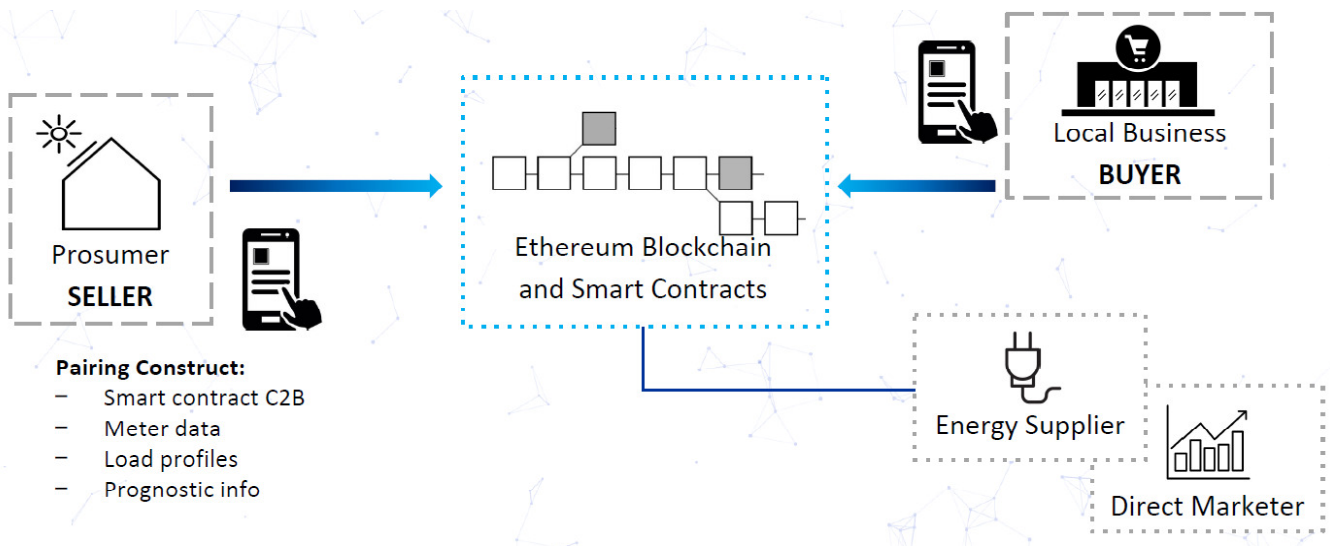 Prosumer
SELLER
Pairing Construct:
– Smart contract C2B
– Meter data
– Load profiles
– Prognostic info
Ethereum Blockchain
and Smart Contracts
Local Business
BUYER
Energy Supplier
Direct Marketer